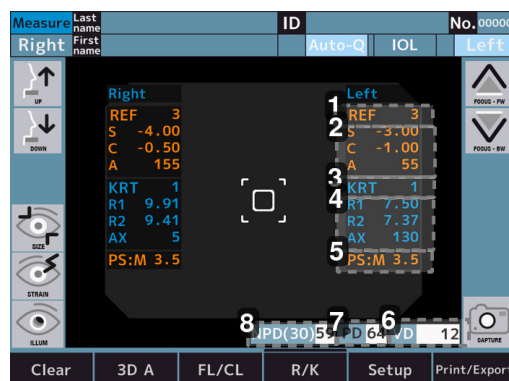 Measure Last name ID No. 00000
Right First name Auto-Q IOL Left
UP FOCUS - FW
DOWN FOCUS - BW
Right Left
1
REF 3 REF 3
2
S -4.00 S -3.00
C -0.50 C -1.00
A 155 A 55
3
KRT 1 KRT 1
4
R1 9.91 R1 7.50
R2 9.41 R2 7.37
AX 5 AX 130
5
PS:M 3.5 PS:M 3.5
SIZE
STRAIN
8 7 6
NPD(30) 59 PD 64 VD 12
ILLUM CAPTURE
Clear 3D A FL/CL R/K Setup Print/Expor